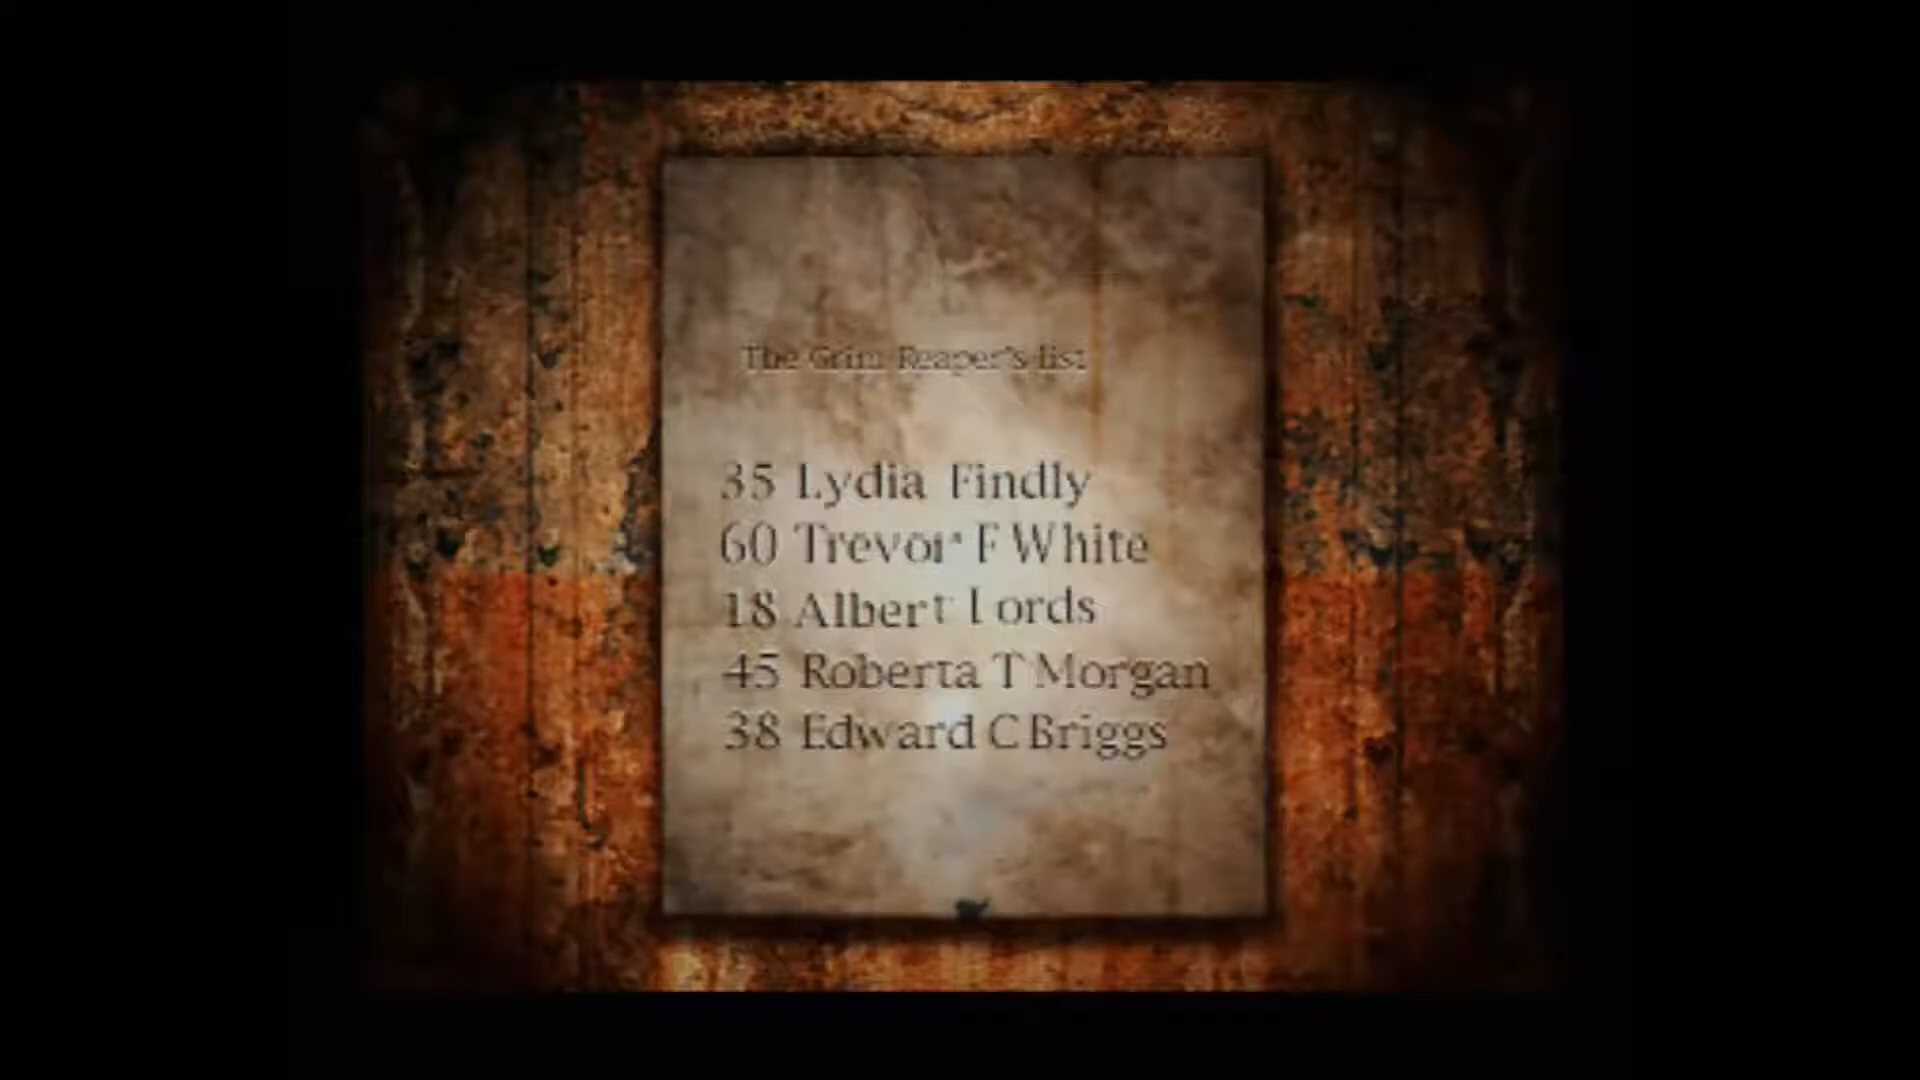 The Grim Reaper's list
35 Lydia Findly
60 Trevor F White
18 Albert Lords
45 Roberta T Morgan
38 Edward C Briggs